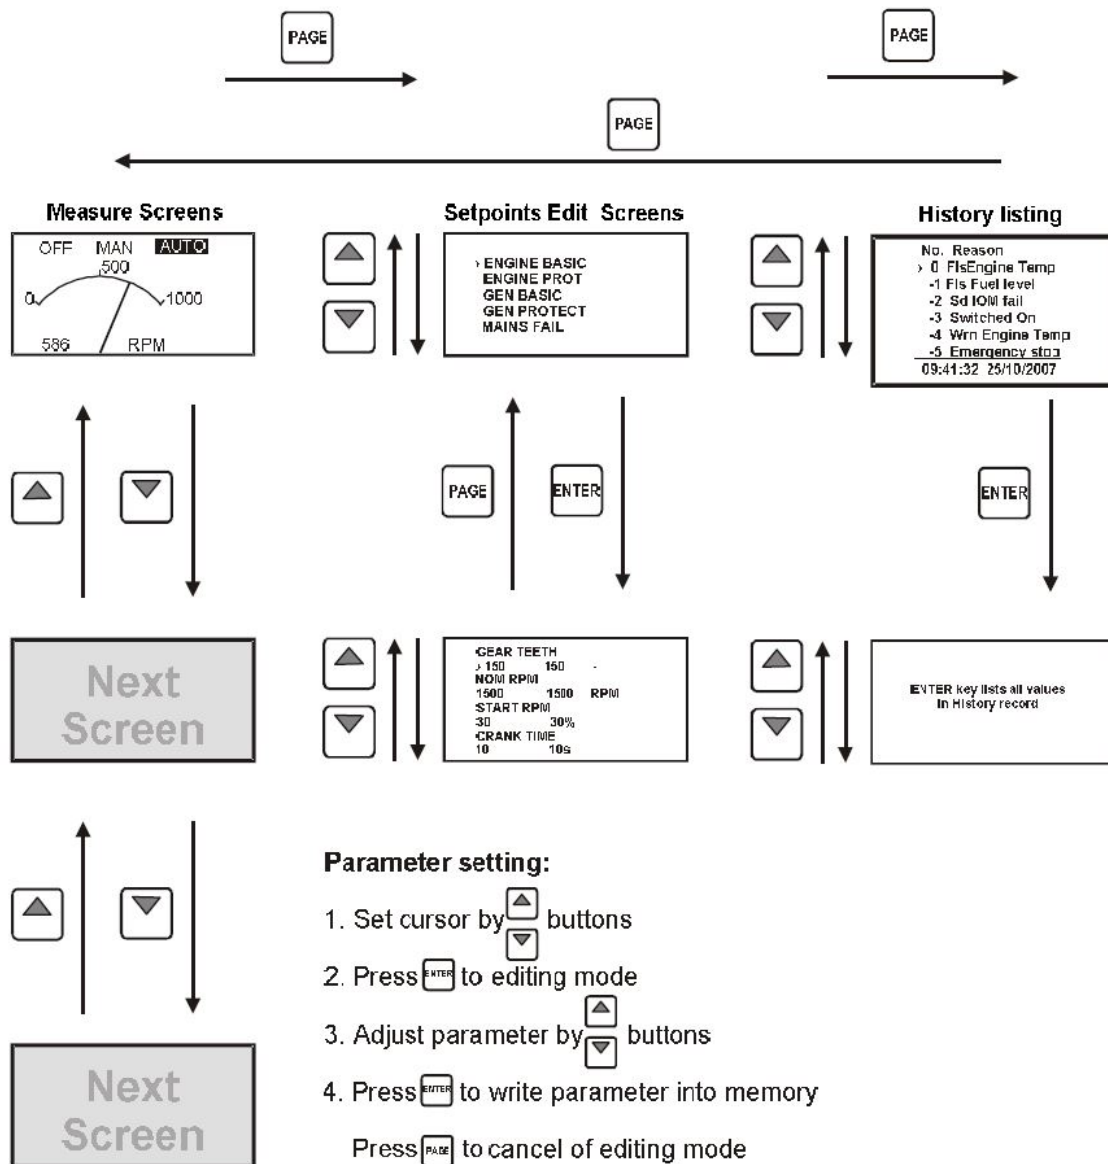 PAGE
PAGE
PAGE
Measure Screens
OFF MAN AUTO
500
0 1000
586 RPM
Setpoints Edit Screens
› ENGINE BASIC
ENGINE PROT
GEN BASIC
GEN PROTECT
MAINS FAIL
History listing
No. Reason
› 0 FlsEngine Temp
-1 Fls Fuel level
-2 Sd IOM fail
-3 Switched On
-4 Wrn Engine Temp
-5 Emergency stop
09:41:32 25/10/2007
PAGE
ENTER
ENTER
Next
Screen
GEAR TEETH
› 150 150 -
NOM RPM
1500 1500 RPM
START RPM
30 30%
CRANK TIME
10 10s
ENTER key lists all values
in History record
Next
Screen
Parameter setting:
1. Set cursor by buttons
2. Press ENTER to editing mode
3. Adjust parameter by buttons
4. Press ENTER to write parameter into memory
Press PAGE to cancel of editing mode